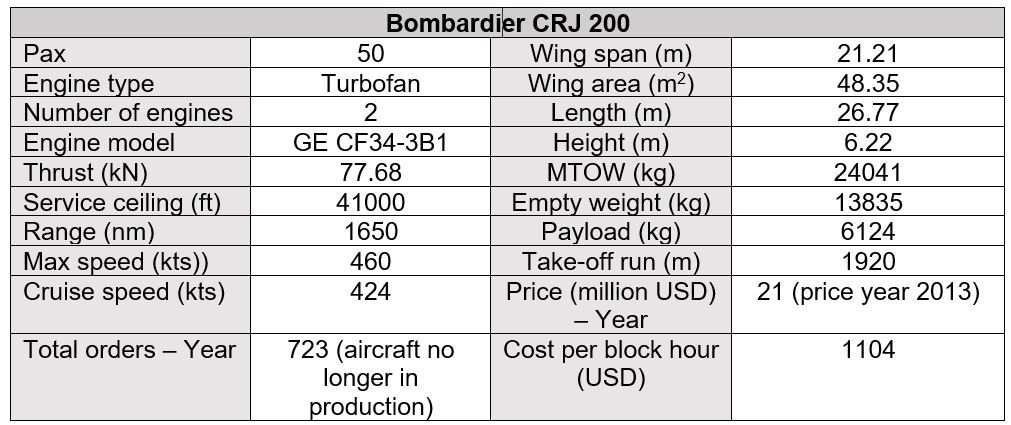 Bombardier CRJ 200
Pax 50 Wing span (m) 21.21
Engine type Turbofan Wing area (m²) 48.35
Number of engines 2 Length (m) 26.77
Engine model GE CF34-3B1 Height (m) 6.22
Thrust (kN) 77.68 MTOW (kg) 24041
Service ceiling (ft) 41000 Empty weight (kg) 13835
Range (nm) 1650 Payload (kg) 6124
Max speed (kts)) 460 Take-off run (m) 1920
Cruise speed (kts) 424 Price (million USD) 21 (price year 2013)
– Year
Total orders – Year 723 (aircraft no Cost per block hour 1104
longer in (USD)
production)